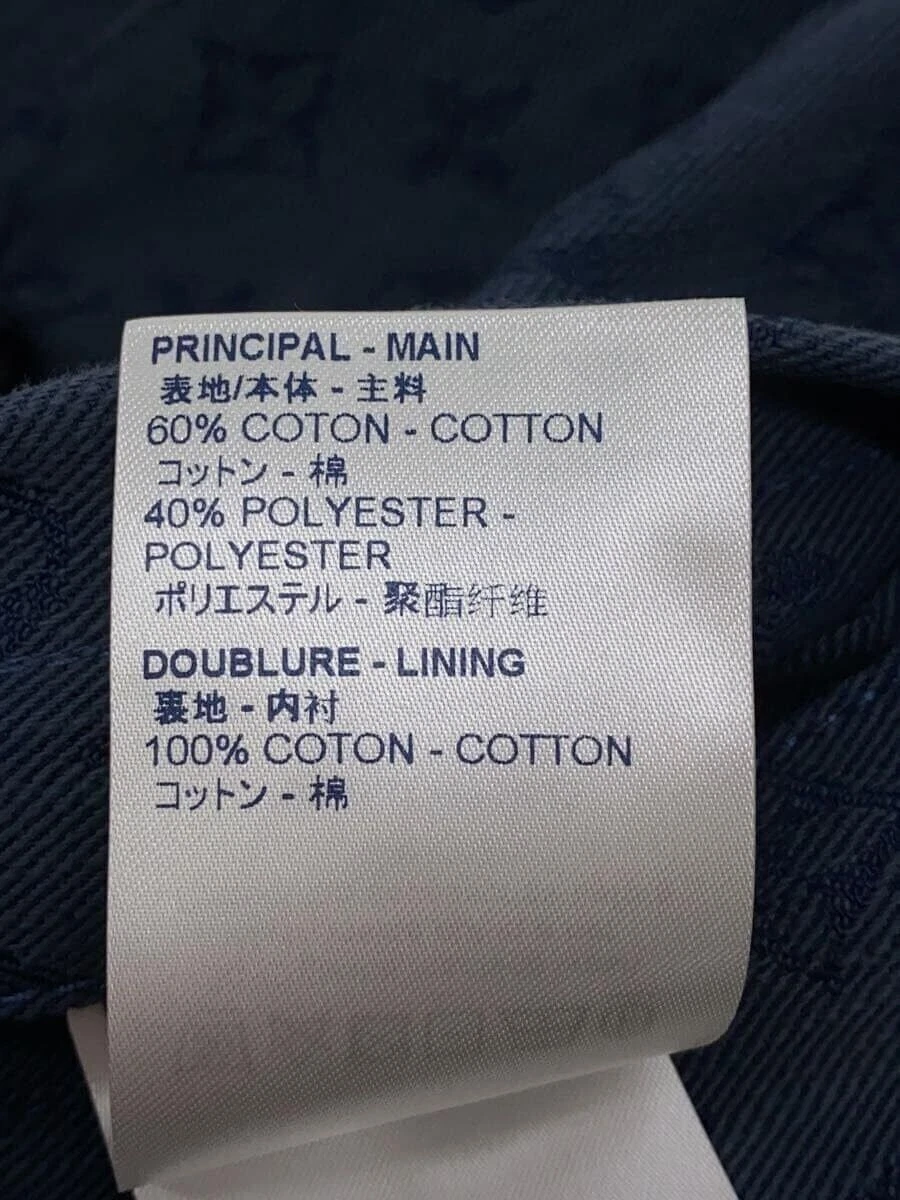 PRINCIPAL - MAIN
表地/本体 - 主料
60% COTON - COTTON
コットン - 棉
40% POLYESTER -
POLYESTER
ポリエステル - 聚酯纤维
DOUBLURE - LINING
裏地 - 内衬
100% COTON - COTTON
コットン - 棉